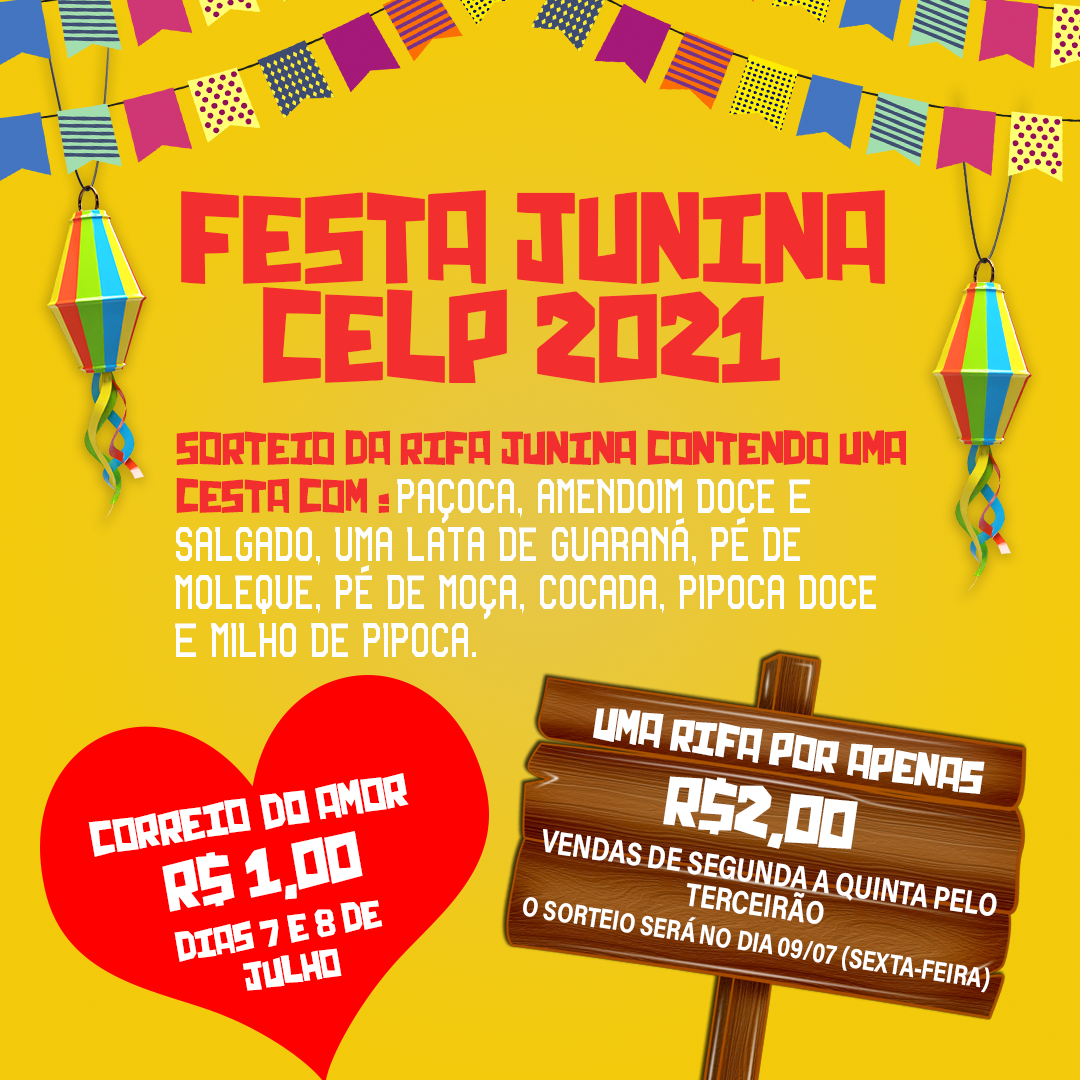 FESTA JUNINA
CELP 2021
SORTEIO DA RIFA JUNINA CONTENDO UMA
CESTA COM : PAÇOCA, AMENDOIM DOCE E
SALGADO, UMA LATA DE GUARANÁ, PÉ DE
MOLEQUE, PÉ DE MOÇA, COCADA, PIPOCA DOCE
E MILHO DE PIPOCA.
CORREIO DO AMOR
R$ 1,00
DIAS 7 E 8 DE
JULHO
UMA RIFA POR APENAS
R$2,00
VENDAS DE SEGUNDA A QUINTA PELO
TERCEIRÃO
O SORTEIO SERÁ NO DIA 09/07 (SEXTA-FEIRA)